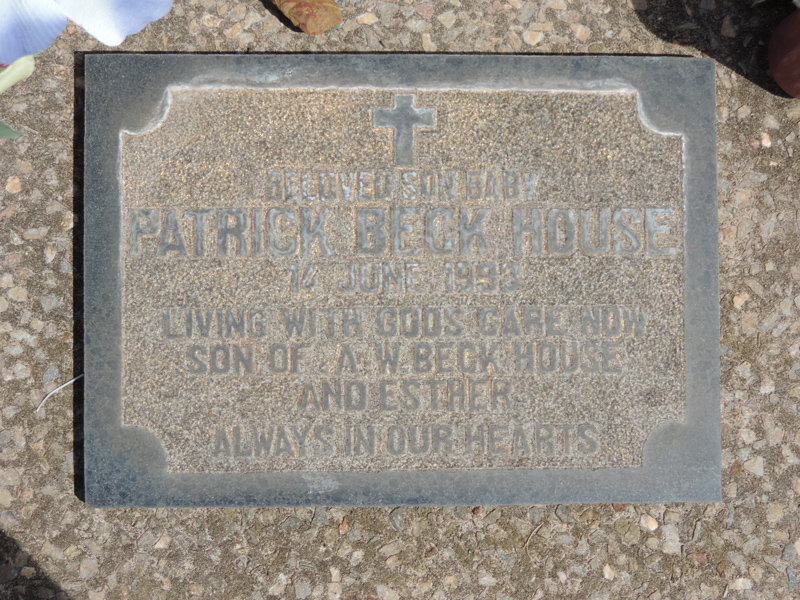 BELOVED SON BABY
PATRICK BECK HOUSE
14 JUNE 1993
LIVING WITH GODS CARE NOW
SON OF A. W. BECK HOUSE
AND ESTHER
ALWAYS IN OUR HEARTS